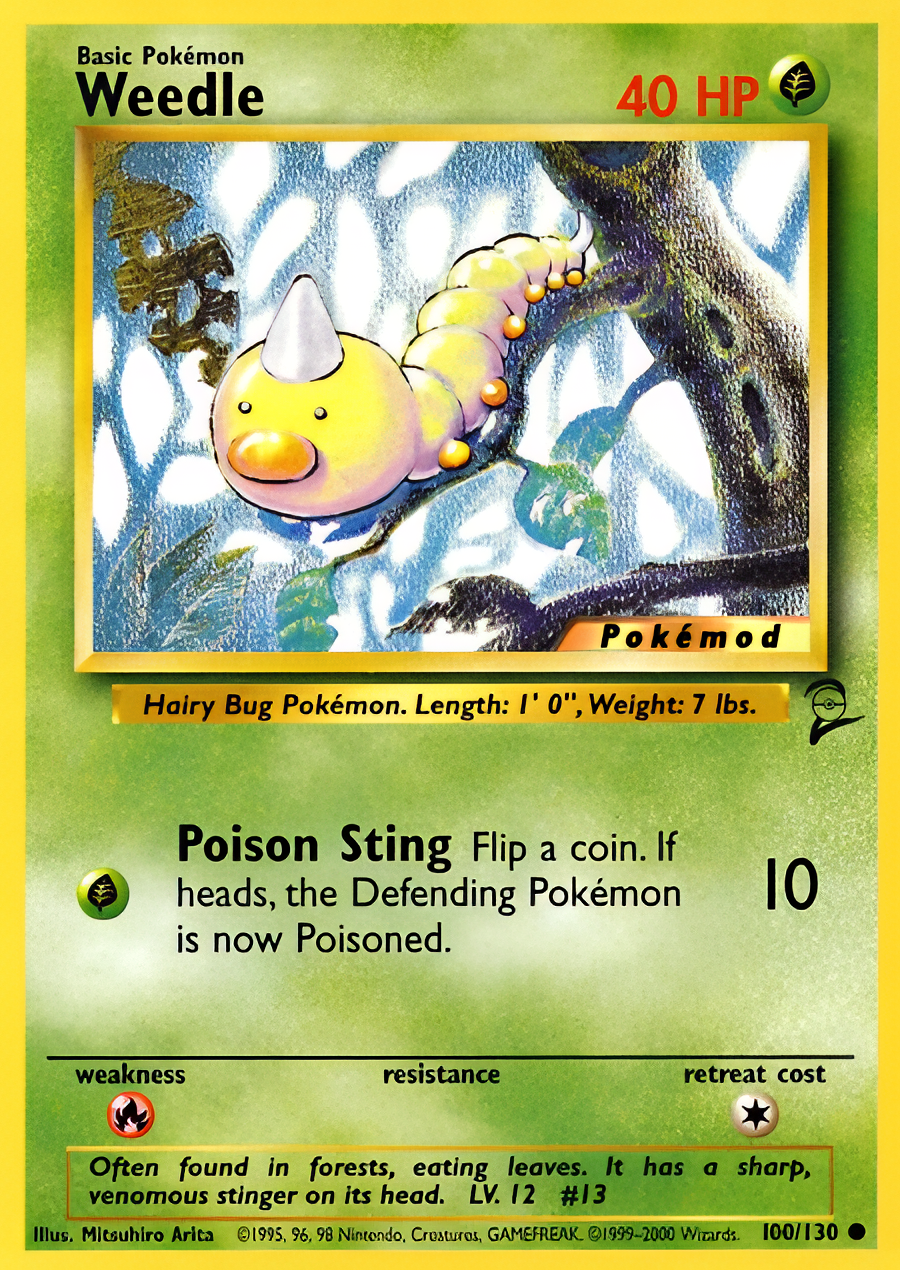 Basic Pokémon
Weedle
40 HP
Pokémod
Hairy Bug Pokémon. Length: 1' 0", Weight: 7 lbs.
Poison Sting Flip a coin. If
heads, the Defending Pokémon
is now Poisoned.
10
weakness
resistance
retreat cost
Often found in forests, eating leaves. It has a sharp,
venomous stinger on its head. LV. 12 #13
Illus. Mitsuhiro Arita ©1995, 96, 98 Nintendo, Creatures, GAMEFREAK. ©1999-2000 Wizards. 100/130